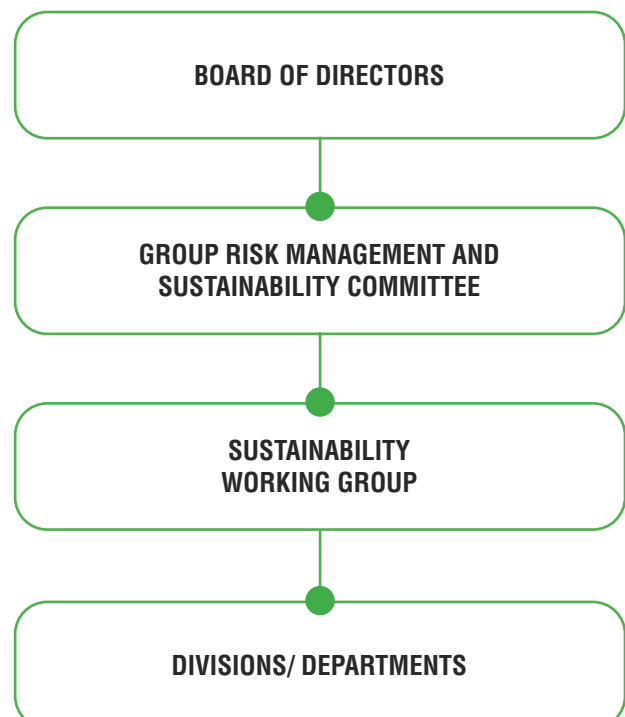 BOARD OF DIRECTORS
GROUP RISK MANAGEMENT AND
SUSTAINABILITY COMMITTEE
SUSTAINABILITY
WORKING GROUP
DIVISIONS/ DEPARTMENTS